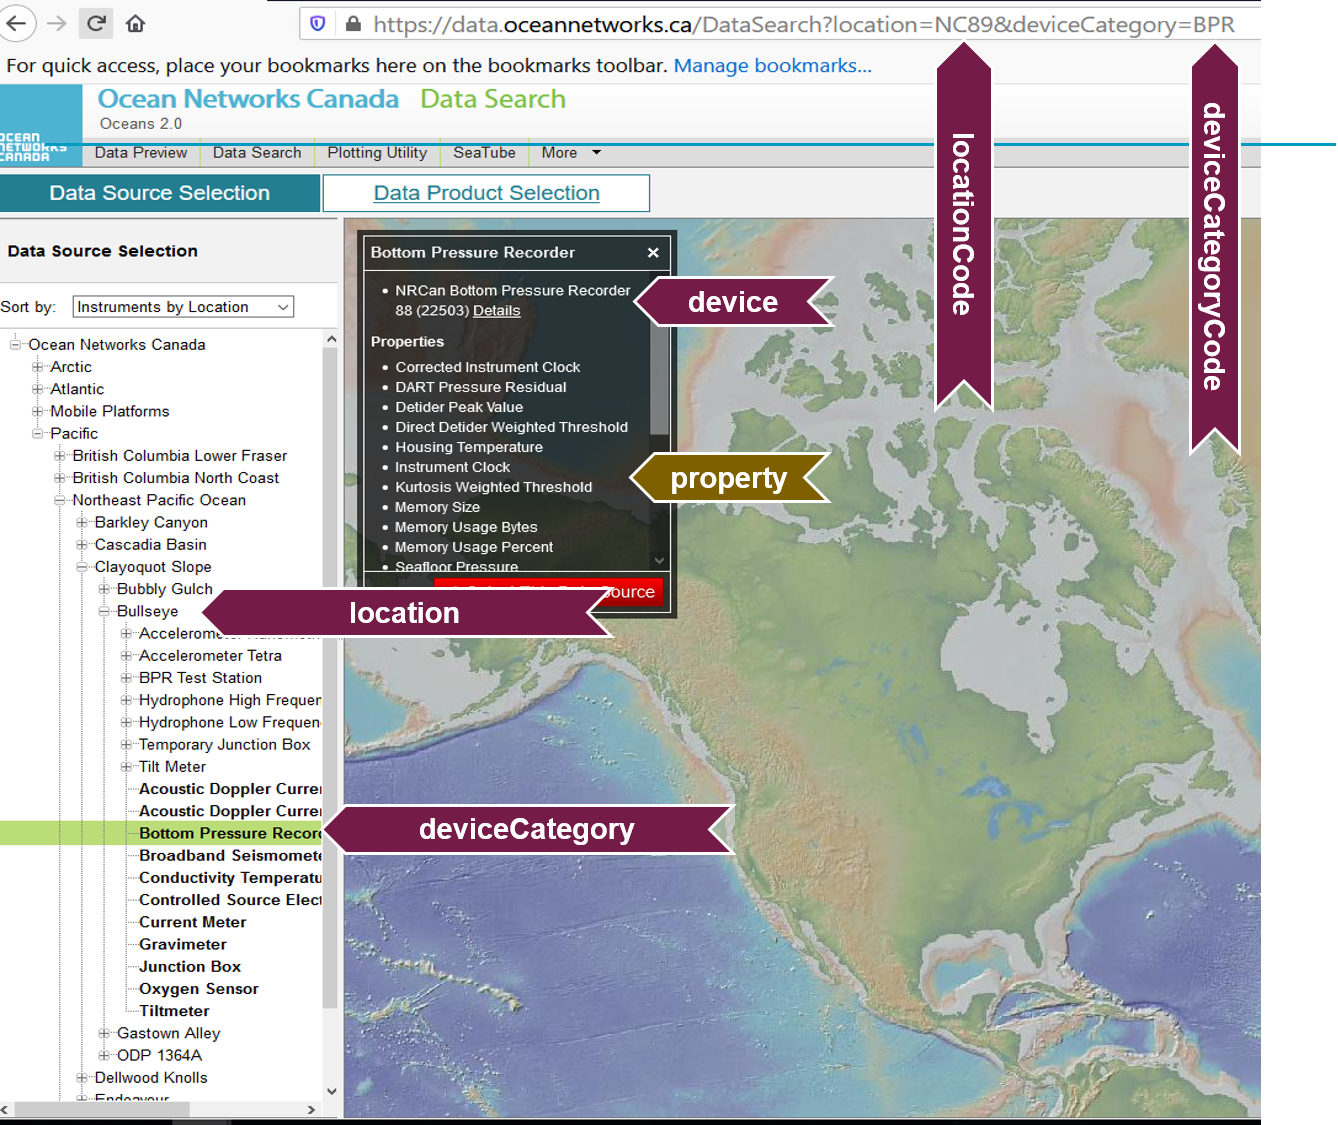 https://data.oceannetworks.ca/DataSearch?location=NC89&deviceCategory=BPR
For quick access, place your bookmarks here on the bookmarks toolbar. Manage bookmarks...
OCEAN
NETWORKS
CANADA
Ocean Networks Canada Data Search
Oceans 2.0
Data Preview Data Search Plotting Utility SeaTube More
Data Source Selection Data Product Selection
Data Source Selection
Sort by: Instruments by Location
Ocean Networks Canada
Arctic
Atlantic
Mobile Platforms
Pacific
British Columbia Lower Fraser
British Columbia North Coast
Northeast Pacific Ocean
Barkley Canyon
Cascadia Basin
Clayoquot Slope
Bubbly Gulch
Bullseye
Accelerometer
Accelerometer Tetra
BPR Test Station
Hydrophone High Frequen
Hydrophone Low Frequen
Temporary Junction Box
Tilt Meter
Acoustic Doppler Curre
Acoustic Doppler Curre
Bottom Pressure Recor
Broadband Seismomete
Conductivity Temperatu
Controlled Source Elect
Current Meter
Gravimeter
Junction Box
Oxygen Sensor
Tiltmeter
Gastown Alley
ODP 1364A
Dellwood Knolls
Endeavour
Bottom Pressure Recorder
NRCan Bottom Pressure Recorder
88 (22503) Details
Properties
Corrected Instrument Clock
DART Pressure Residual
Detider Peak Value
Direct Detider Weighted Threshold
Housing Temperature
Instrument Clock
Kurtosis Weighted Threshold
Memory Size
Memory Usage Bytes
Memory Usage Percent
Seafloor Pressure
ource
device
property
location
deviceCategory
locationCode
deviceCategoryCode